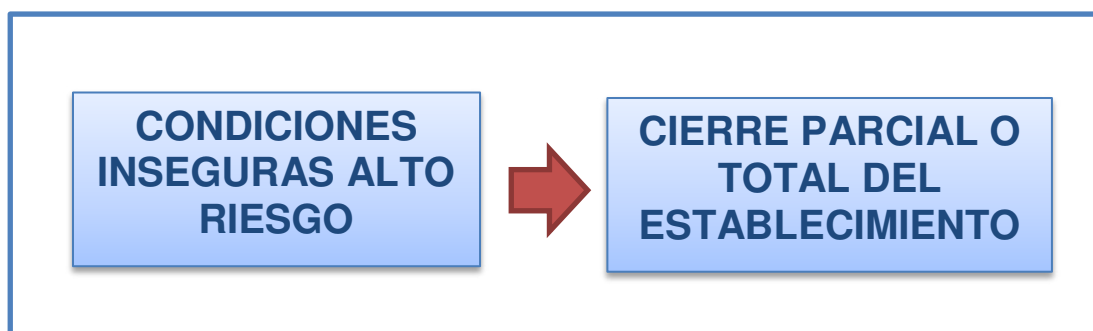 CONDICIONES
INSEGURAS ALTO
RIESGO
CIERRE PARCIAL O
TOTAL DEL
ESTABLECIMIENTO